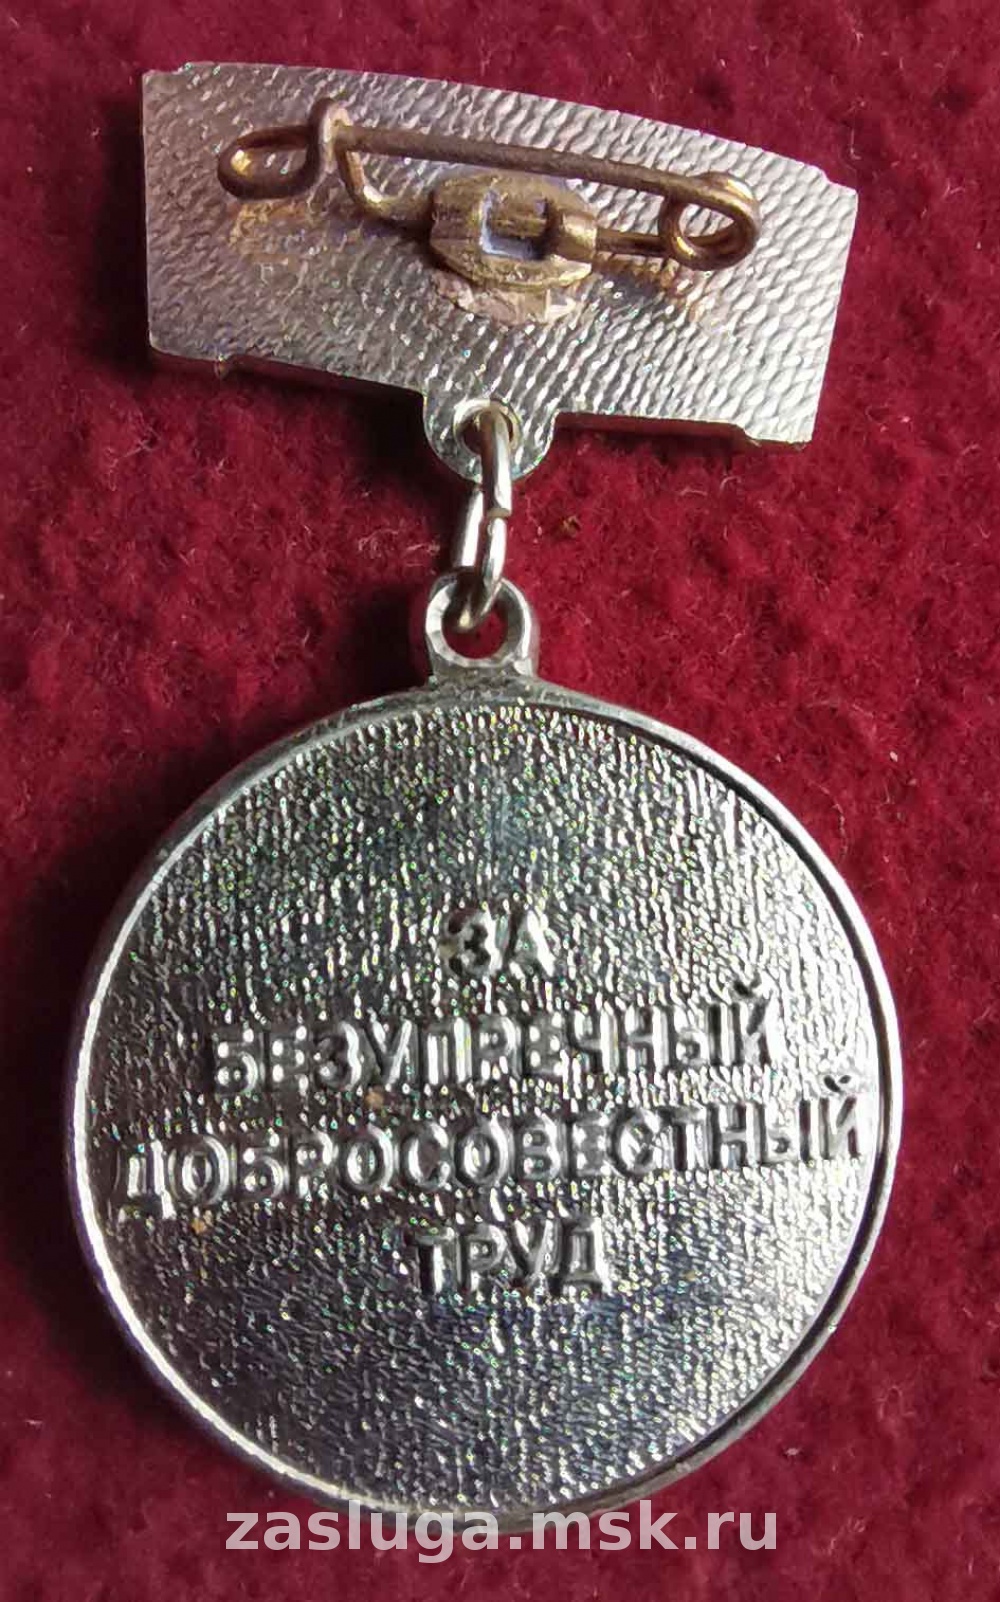 ЗА
БЕЗУПРЕЧНЫЙ
ДОБРОСОВЕСТНЫЙ
ТРУД
zasluga.msk.ru